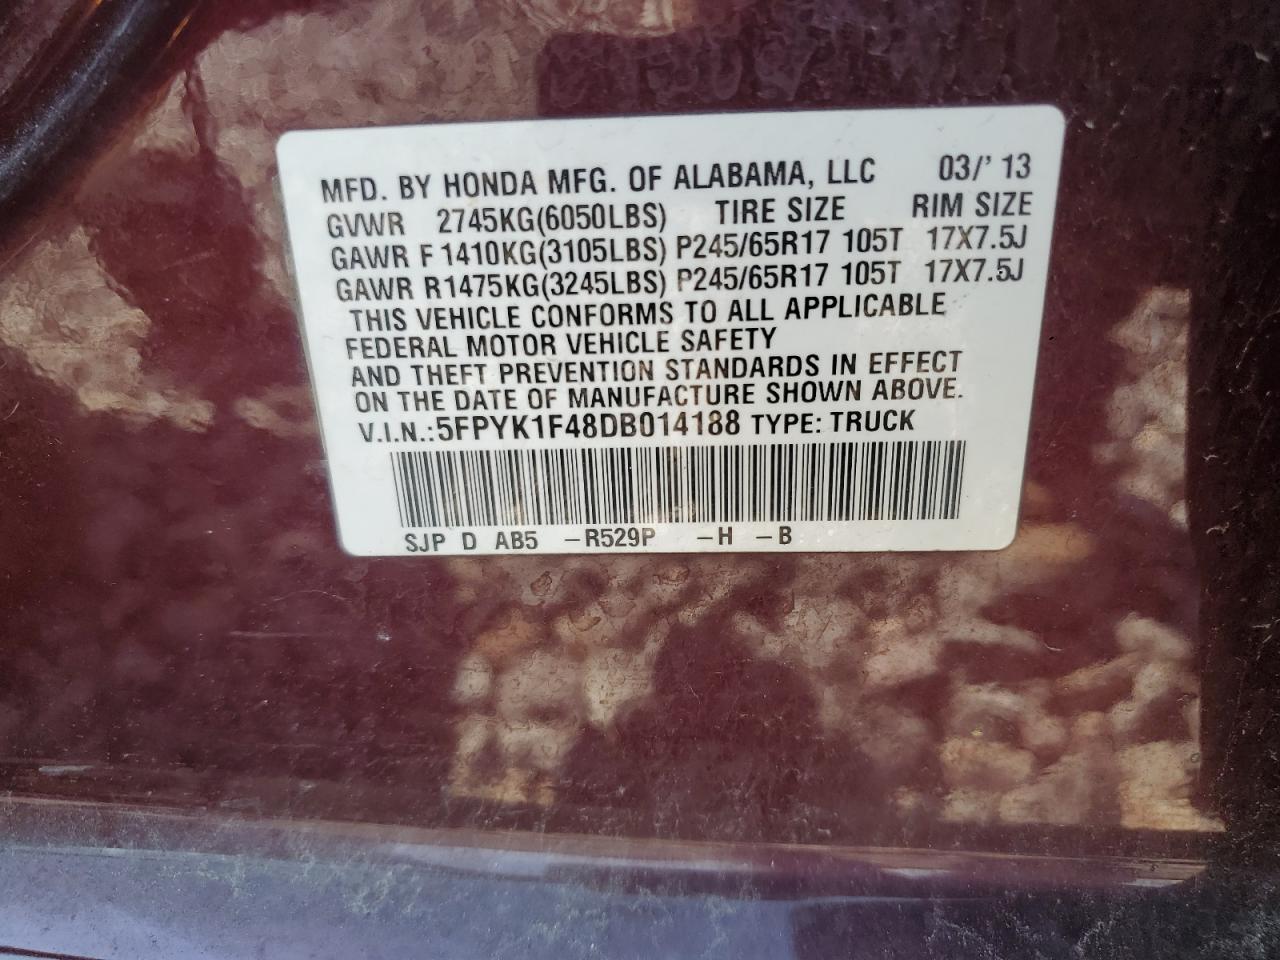 MFD. BY HONDA MFG. OF ALABAMA, LLC 03/' 13
GVWR 2745KG(6050LBS) TIRE SIZE RIM SIZE
GAWR F 1410KG(3105LBS) P245/65R17 105T 17X7.5J
GAWR R1475KG(3245LBS) P245/65R17 105T 17X7.5J
THIS VEHICLE CONFORMS TO ALL APPLICABLE
FEDERAL MOTOR VEHICLE SAFETY
AND THEFT PREVENTION STANDARDS IN EFFECT
ON THE DATE OF MANUFACTURE SHOWN ABOVE.
V.I.N.:5FPYK1F48DB014188 TYPE: TRUCK
SJP D AB5 -R529P -H -B